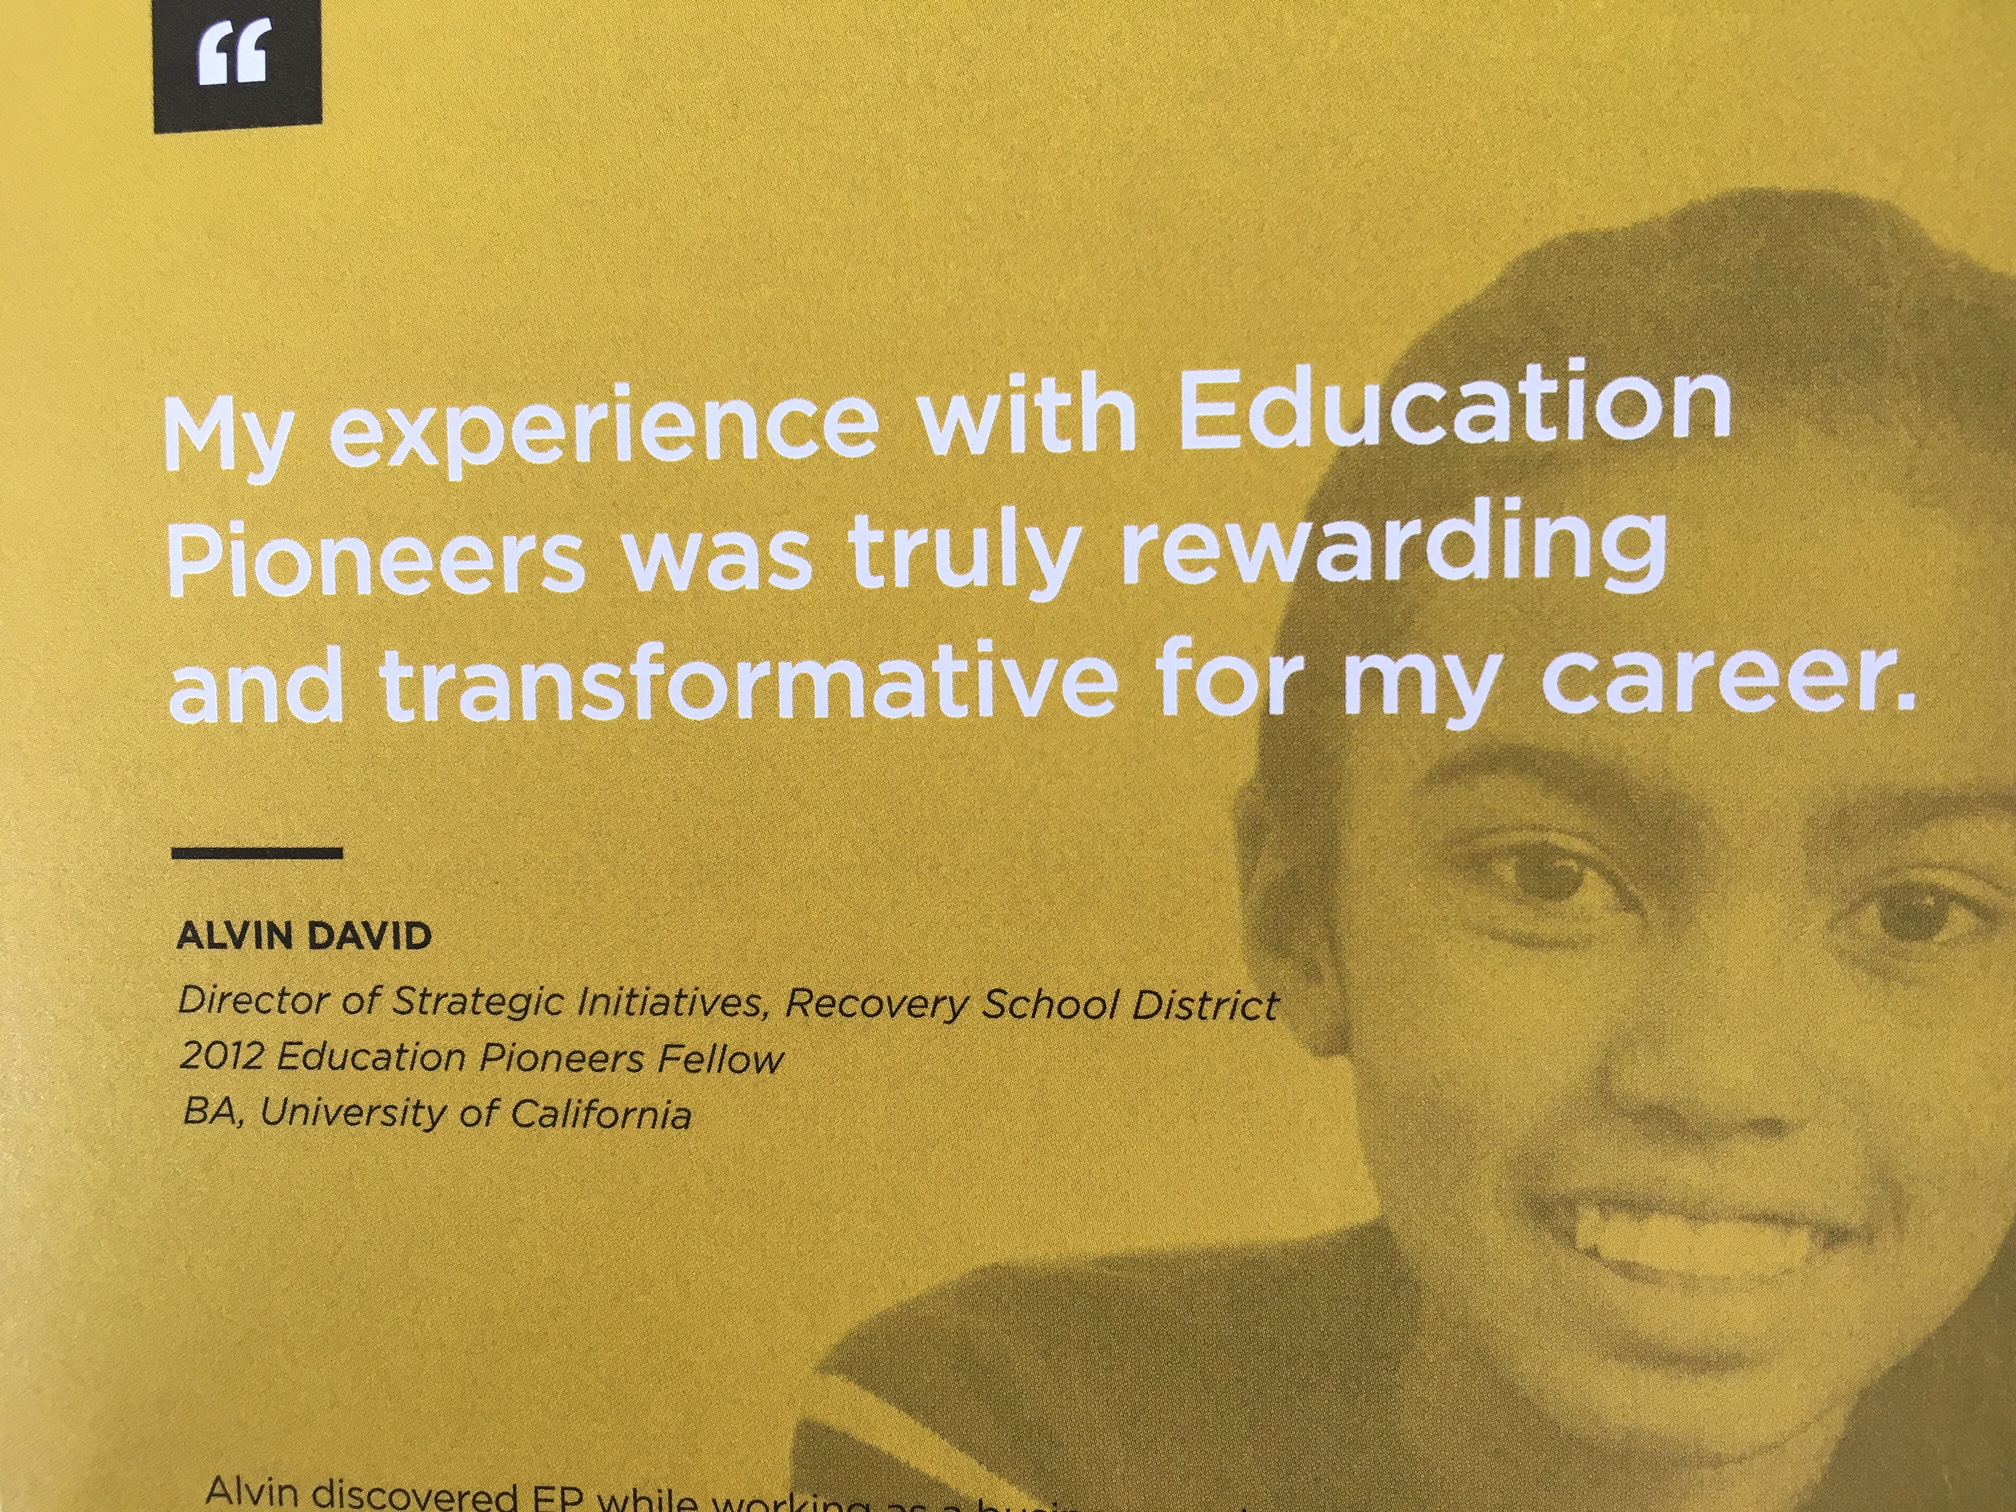 “
My experience with Education
Pioneers was truly rewarding
and transformative for my career.
ALVIN DAVID
Director of Strategic Initiatives, Recovery School District
2012 Education Pioneers Fellow
BA, University of California
Alvin discovered EP while working as a